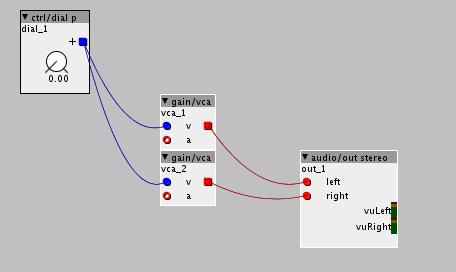 ctrl/dial p
dial_1
+
0.00
gain/vca
vca_1
v
a
gain/vca
vca_2
v
a
audio/out stereo
out_1
left
right
vuLeft
vuRight